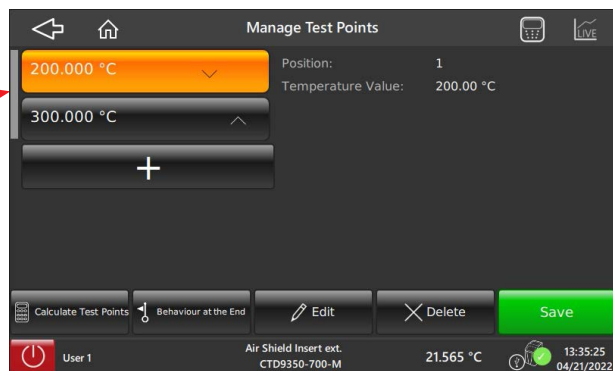 Manage Test Points
LIVE
200.000 °C
Position: 1
Temperature Value: 200.00 °C
300.000 °C
+
Calculate Test Points
Behaviour at the End
Edit
Delete
Save
User 1
Air Shield Insert ext.
CTD9350-700-M
21.565 °C
13:35:25
04/21/2022